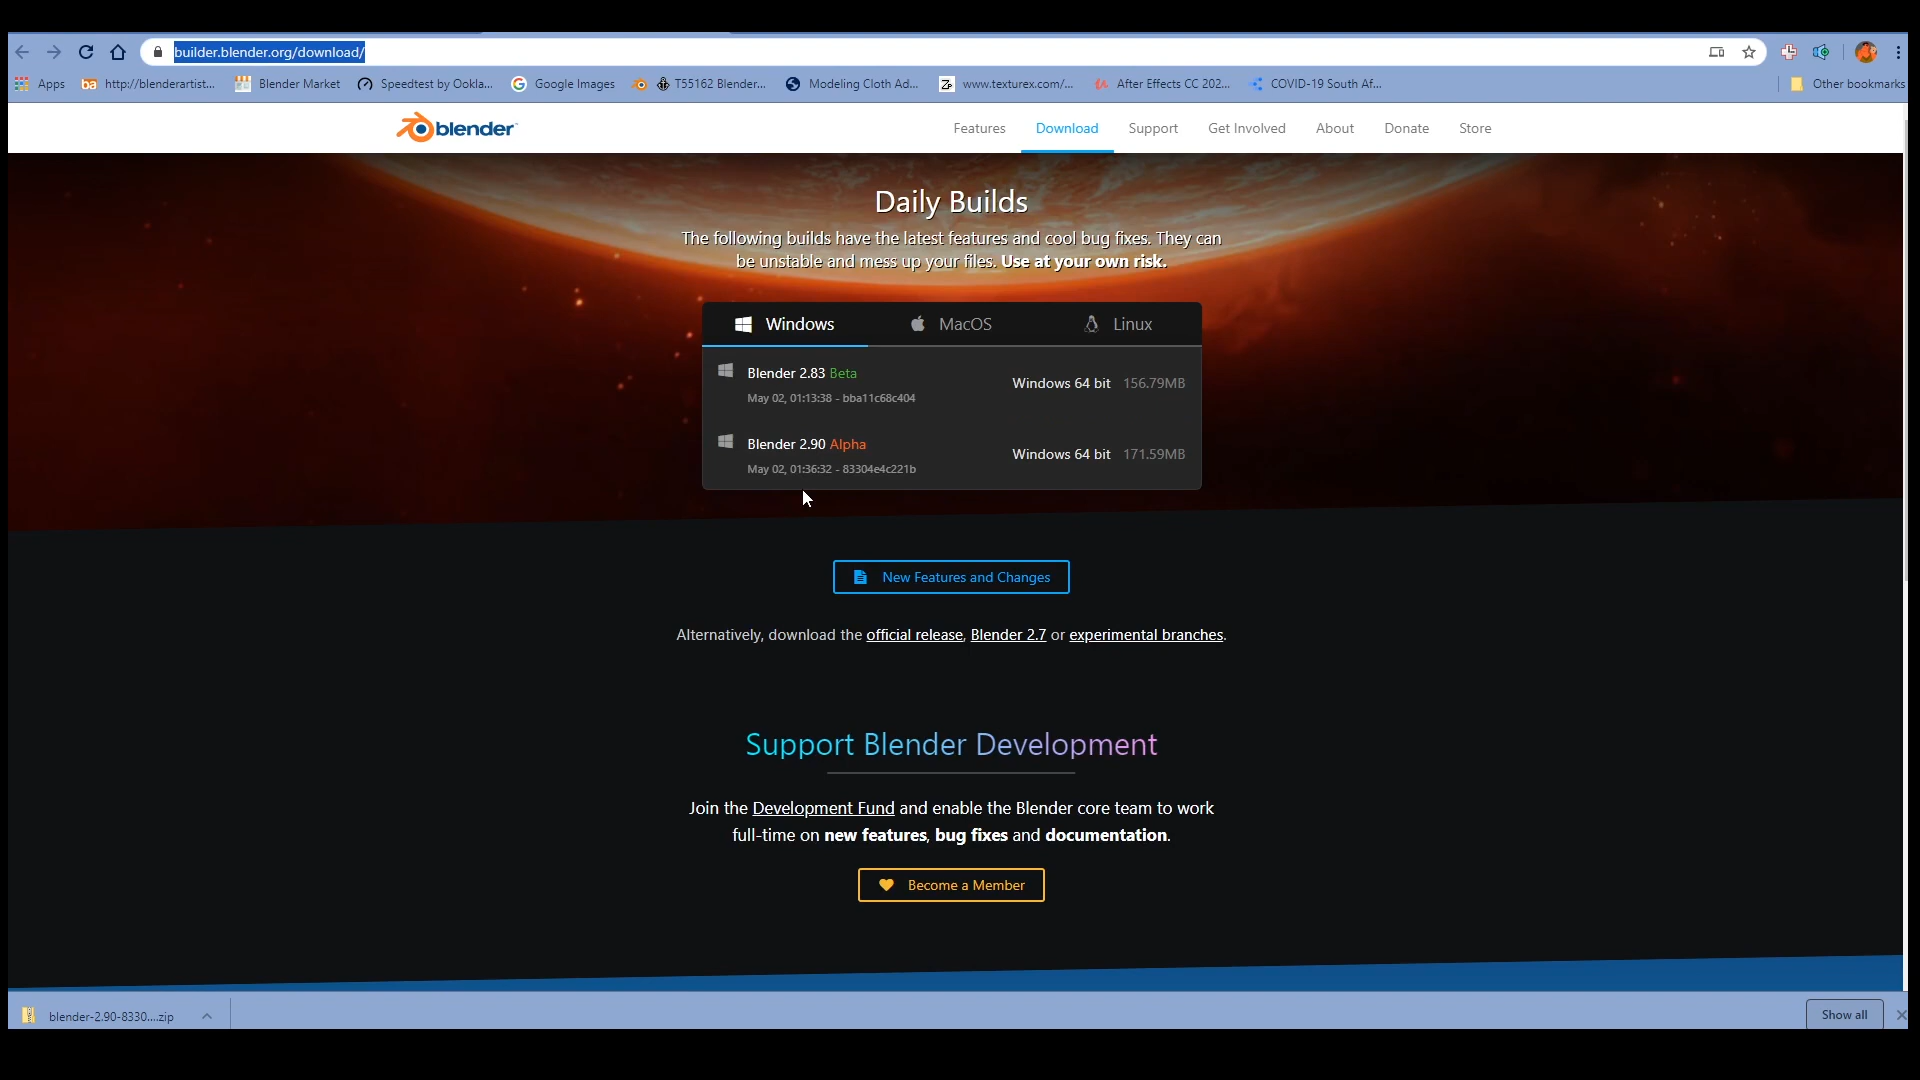 builder.blender.org/download/
Apps http://blenderartist... Blender Market Speedtest by Ookla... Google Images T55162 Blender... Modeling Cloth Ad... www.texturex.com/... After Effects CC 202... COVID-19 South Af... Other bookmarks
blender Features Download Support Get Involved About Donate Store
Daily Builds
The following builds have the latest features and cool bug fixes. They can
be unstable and mess up your files. Use at your own risk.
Windows MacOS Linux
Blender 2.83 Beta
Windows 64 bit 156.79MB
May 02, 01:13:38 - bba11c68c404
Blender 2.90 Alpha
Windows 64 bit 171.59MB
May 02, 01:36:32 - 83304e4c221b
New Features and Changes
Alternatively, download the official release, Blender 2.7 or experimental branches.
Support Blender Development
Join the Development Fund and enable the Blender core team to work
full-time on new features, bug fixes and documentation.
Become a Member
blender-2.90-8330....zip Show all